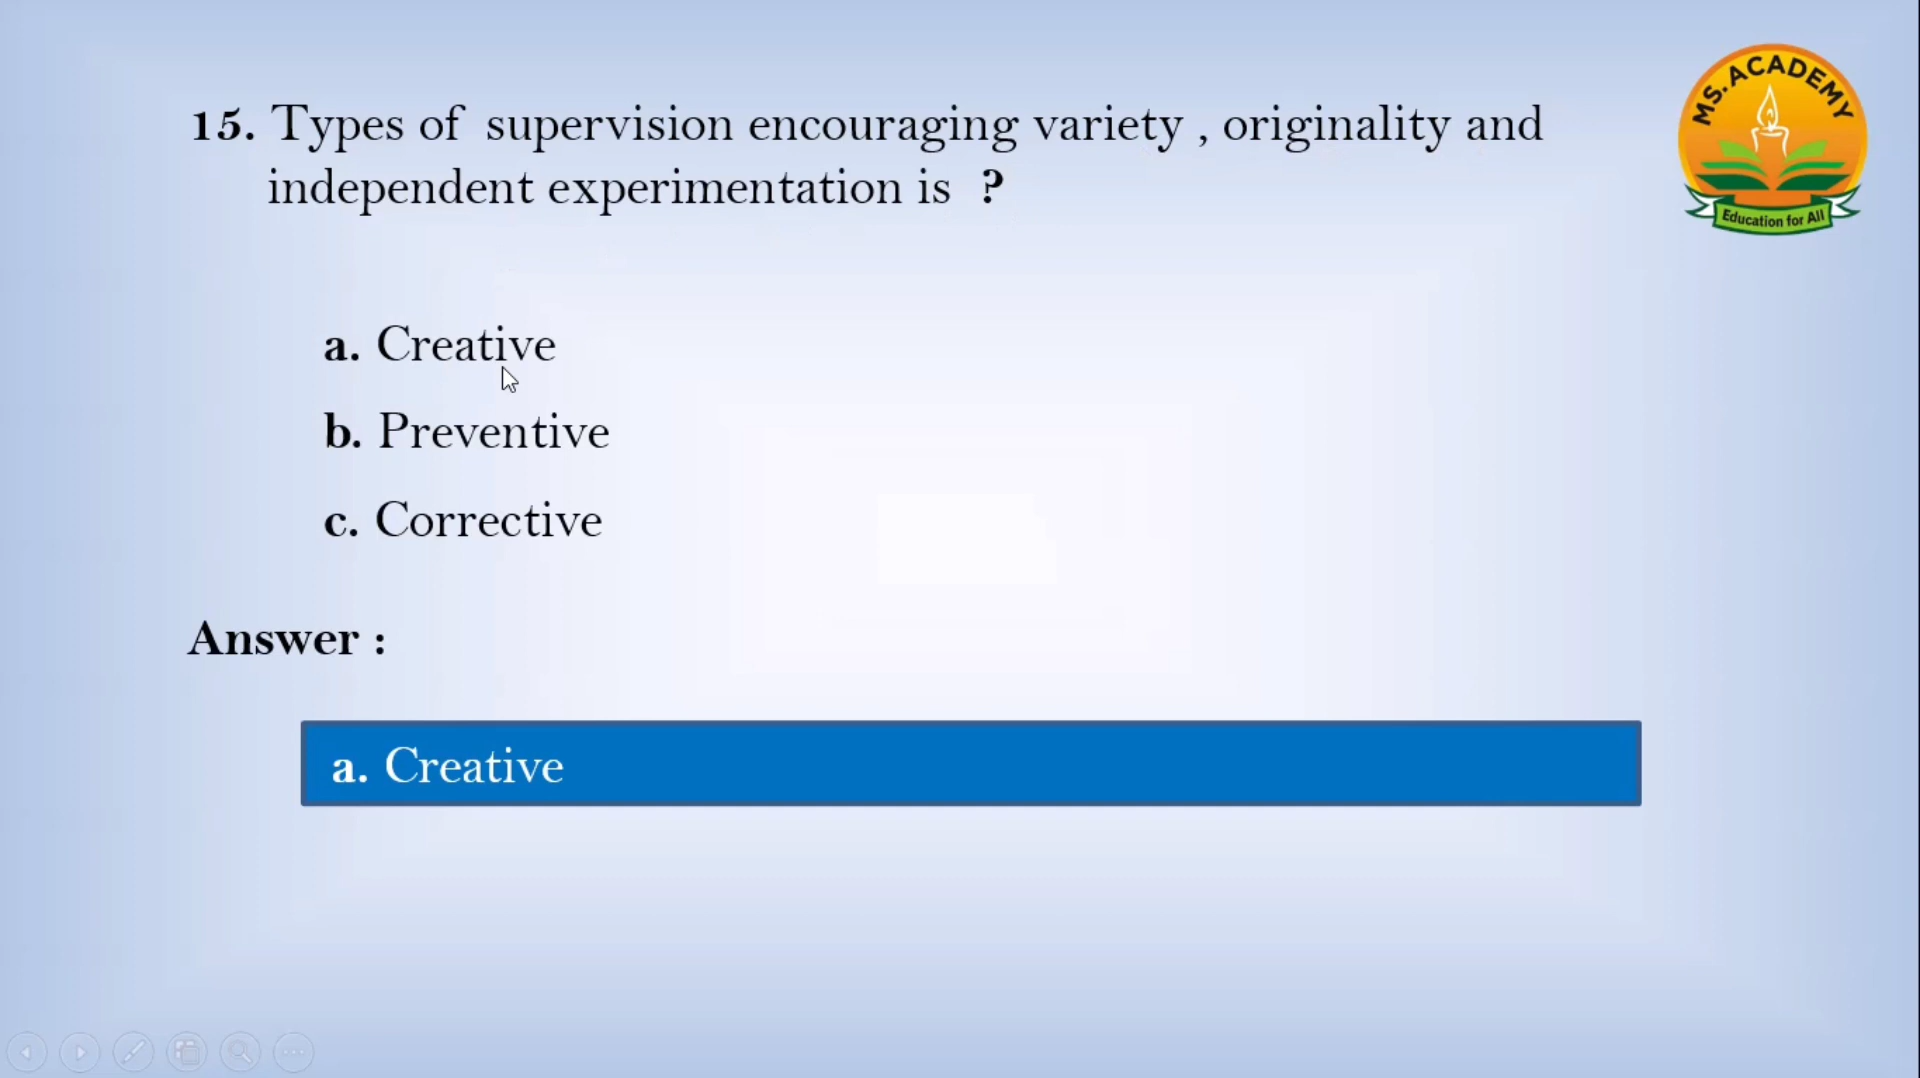 15. Types of supervision encouraging variety , originality and
independent experimentation is ?
MS. ACADEMY
Education for All
a. Creative
b. Preventive
c. Corrective
Answer :
a. Creative